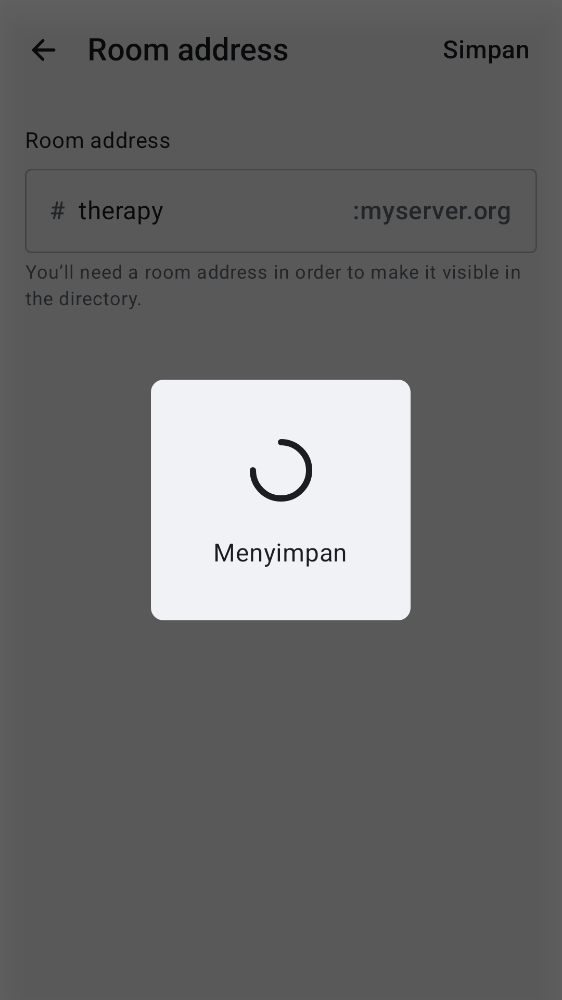 Room address
Simpan
Room address
# therapy :myserver.org
You'll need a room address in order to make it visible in
the directory.
Menyimpan